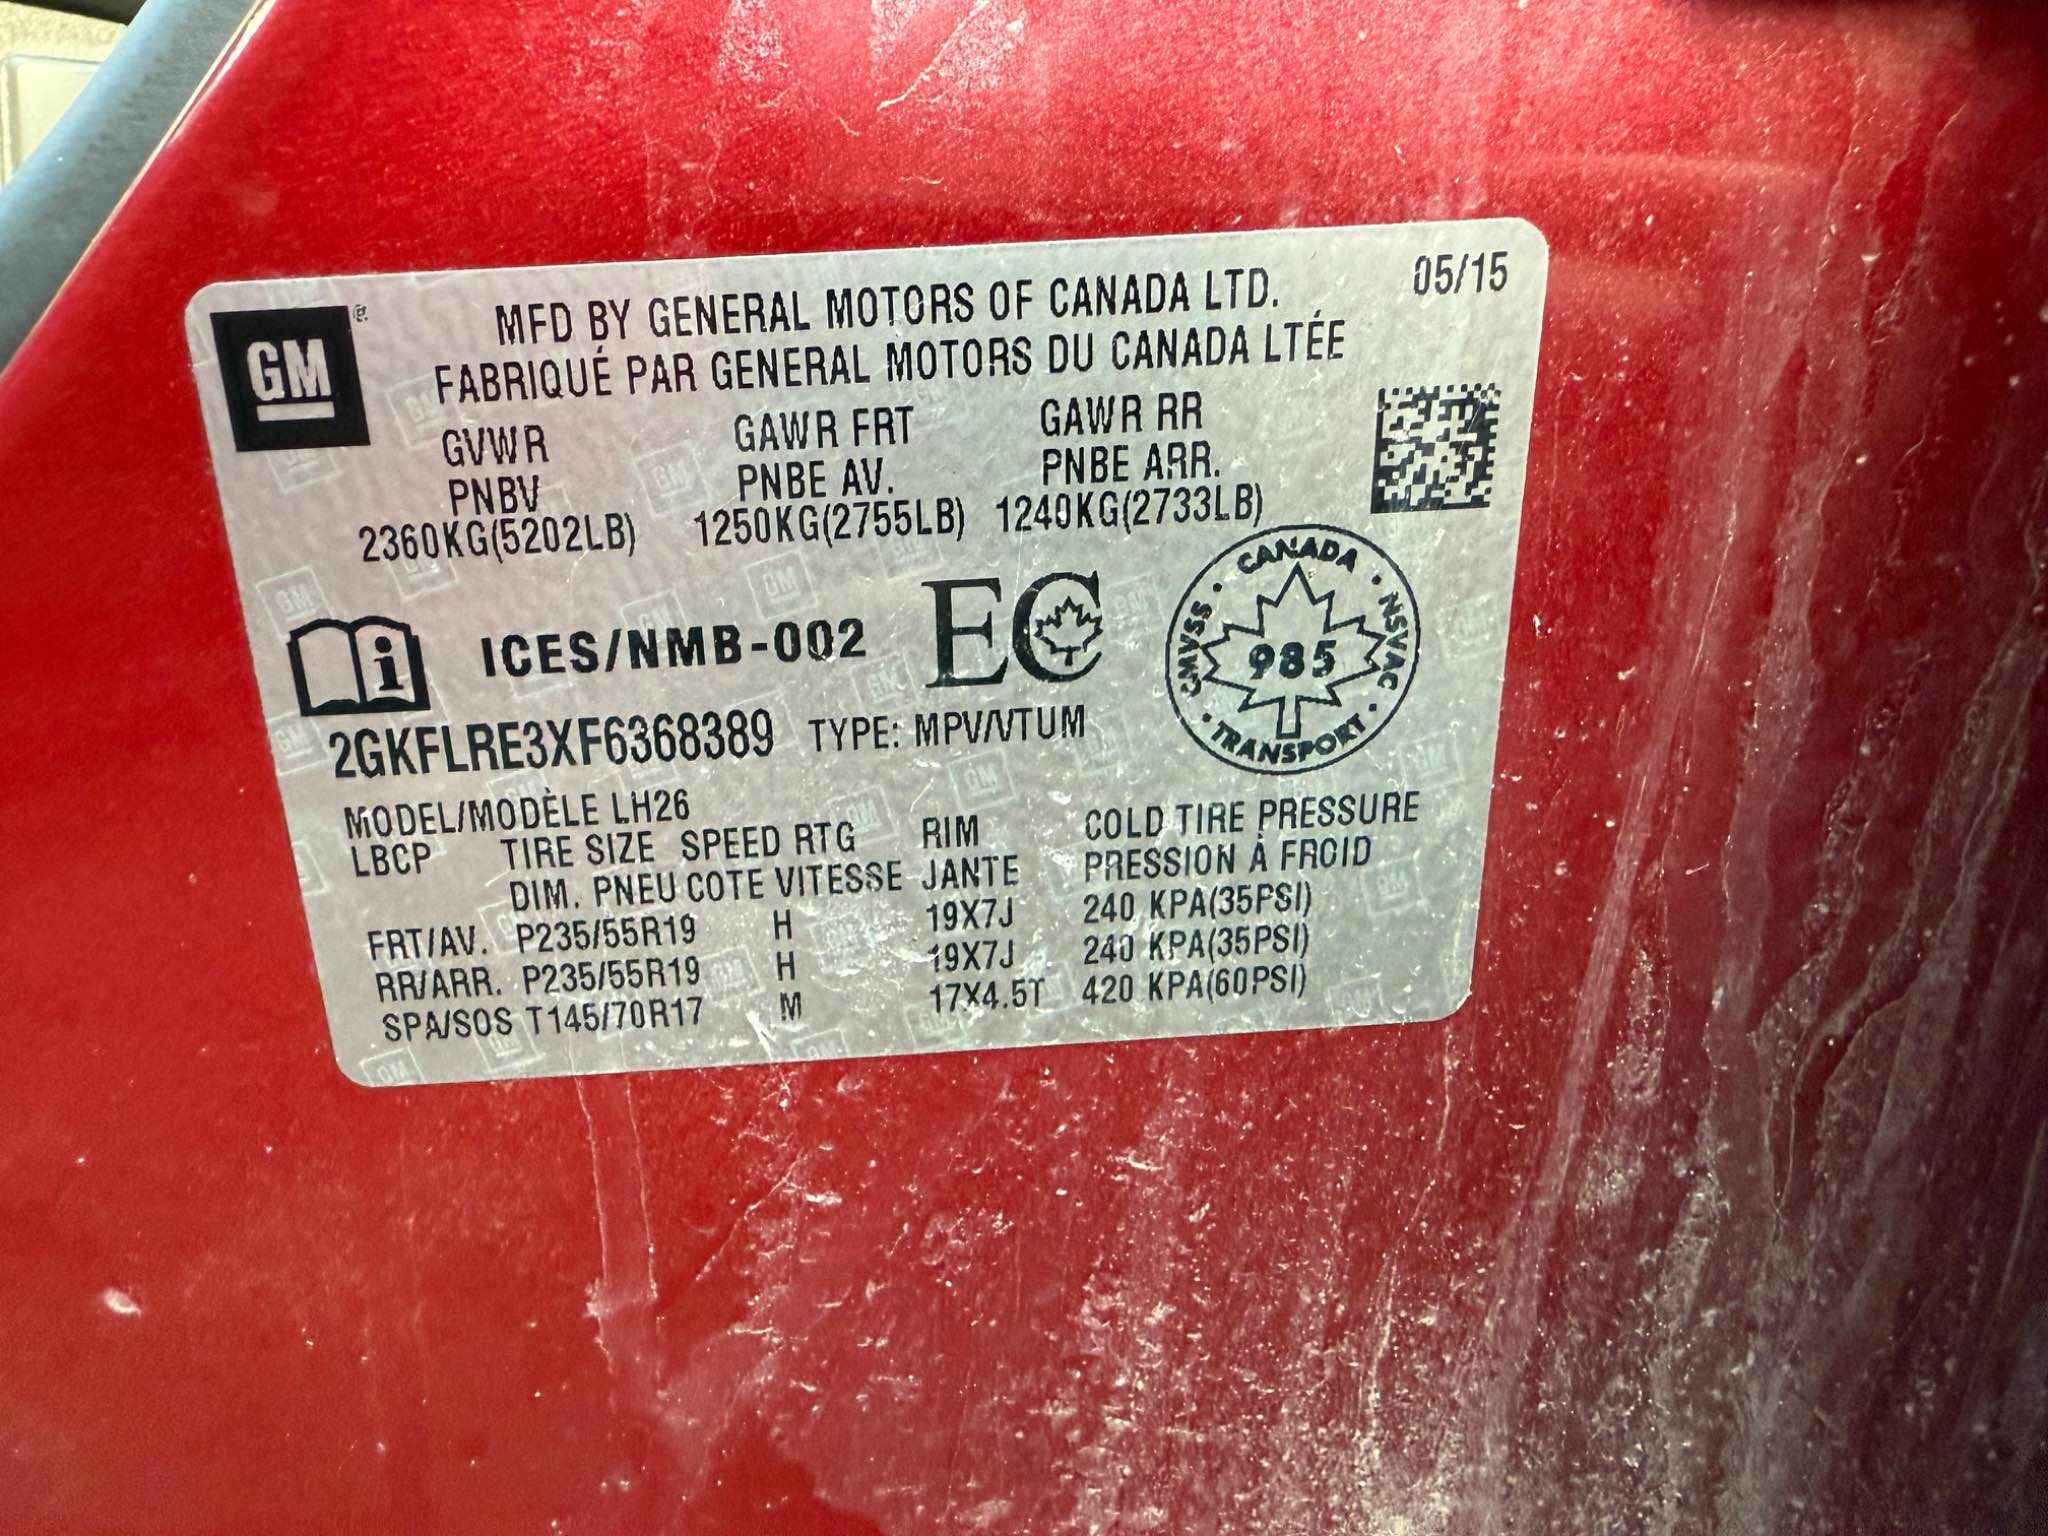 05/15
GM
MFD BY GENERAL MOTORS OF CANADA LTD.
FABRIQUÉ PAR GENERAL MOTORS DU CANADA LTÉE
GVWR GAWR FRT GAWR RR
PNBV PNBE AV. PNBE ARR.
2360KG(5202LB) 1250KG(2755LB) 1240KG(2733LB)
i ICES/NMB-002 EC
CANADA · NSVAC · TRANSPORT · CMVSS ·
985
2GKFLRE3XF6368389 TYPE: MPV/VTUM
MODEL/MODÈLE LH26
LBCP TIRE SIZE SPEED RTG RIM COLD TIRE PRESSURE
DIM. PNEU COTE VITESSE JANTE PRESSION À FROID
FRT/AV. P235/55R19 H 19X7J 240 KPA(35PSI)
RR/ARR. P235/55R19 H 19X7J 240 KPA(35PSI)
SPA/SOS T145/70R17 M 17X4.5T 420 KPA(60PSI)